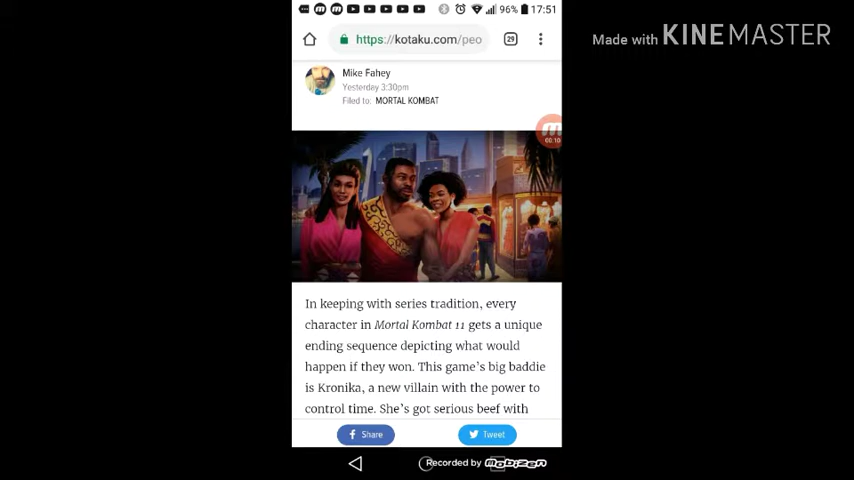 96% 17:51
https://kotaku.com/peo
29
Made with KINEMASTER
Mike Fahey
Yesterday 3:30pm
Filed to: MORTAL KOMBAT
00:10
In keeping with series tradition, every
character in Mortal Kombat 11 gets a unique
ending sequence depicting what would
happen if they won. This game's big baddie
is Kronika, a new villain with the power to
control time. She's got serious beef with
Share
Tweet
Recorded by mobizen